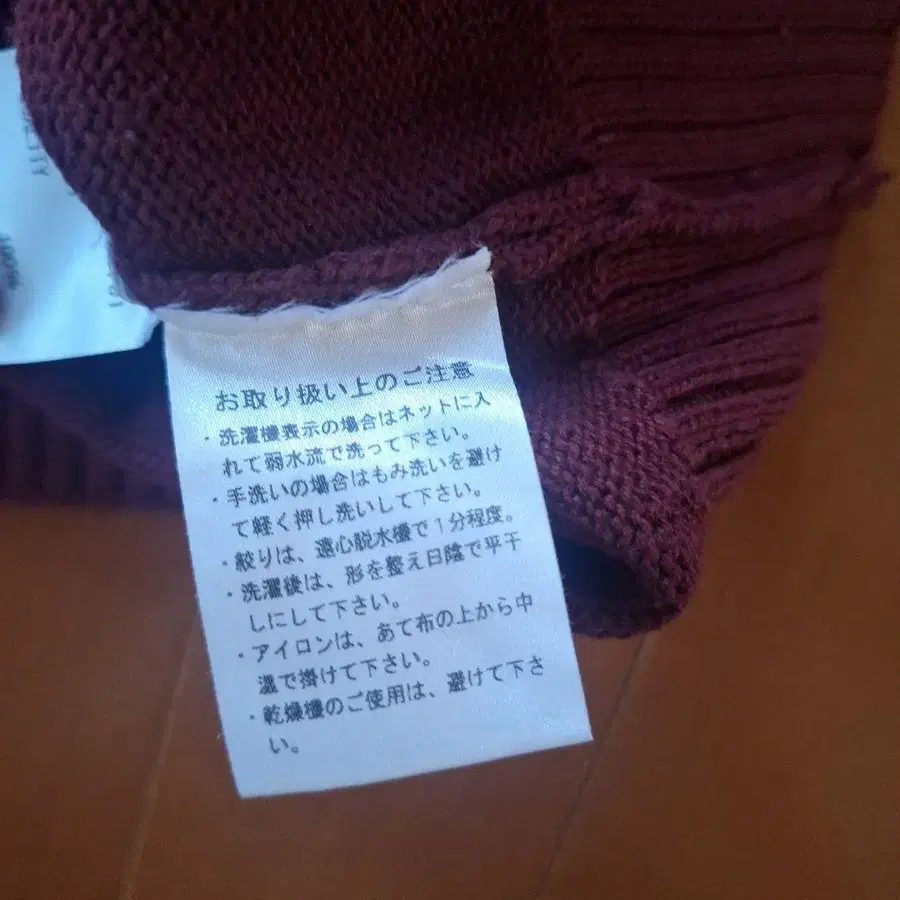 お取り扱い上のご注意
・洗濯機表示の場合はネットに入
れて弱水流で洗って下さい。
・手洗いの場合はもみ洗いを避け
て軽く押し洗いして下さい。
・絞りは、遠心脱水機で1分程度。
・洗濯後は、形を整え日陰で平干
しにして下さい。
・アイロンは、あて布の上から中
温で掛けて下さい。
・乾燥機のご使用は、避けて下さ
い。